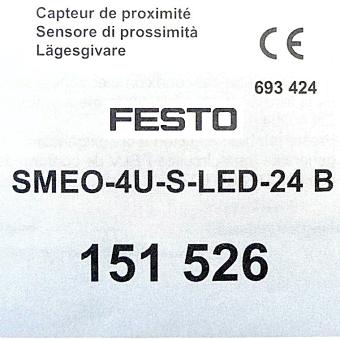 Capteur de proximité
Sensore di prossimità
Lägesgivare
CE
693 424
FESTO
SMEO-4U-S-LED-24 B
151 526